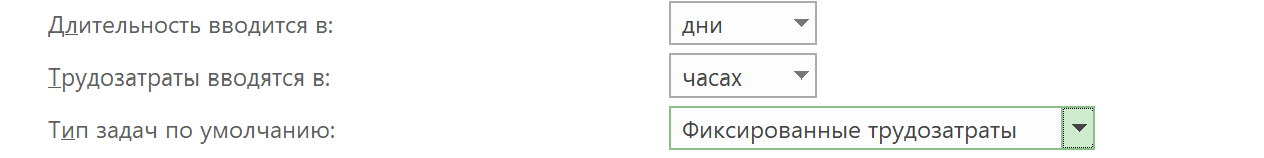 Длительность вводится в: дни
Трудозатраты вводятся в: часах
Тип задач по умолчанию: Фиксированные трудозатраты